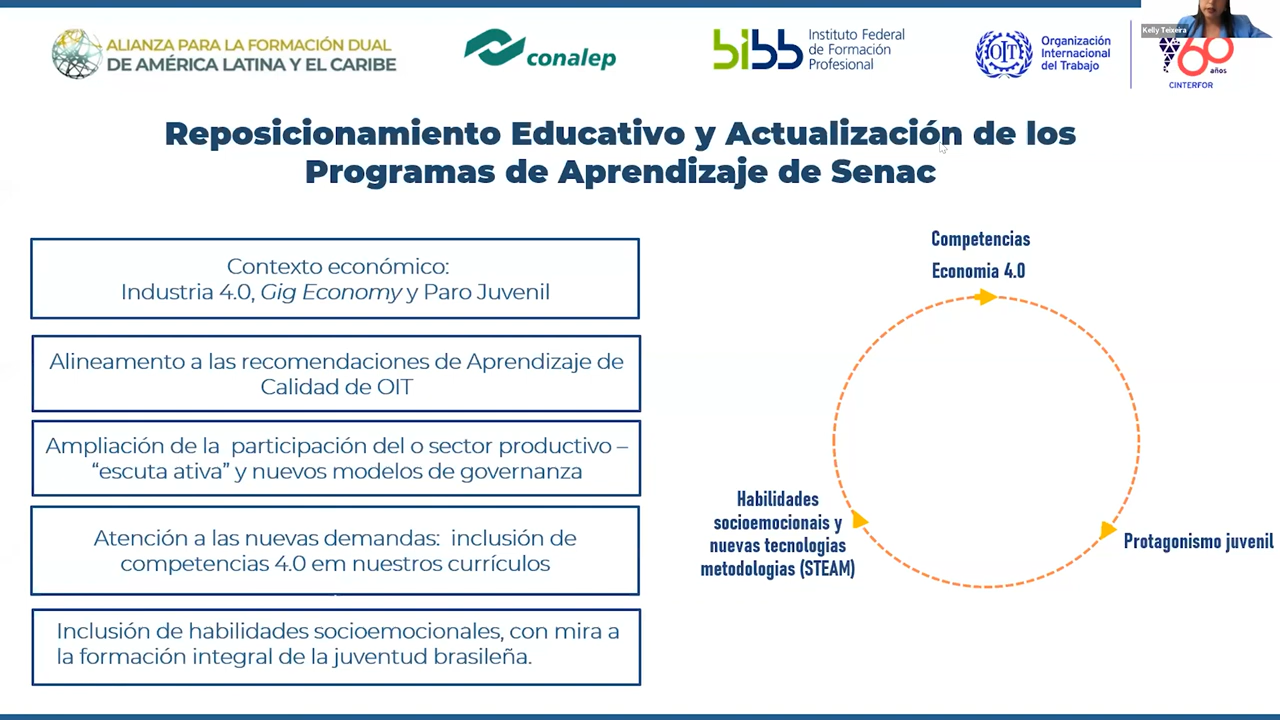 ALIANZA PARA LA FORMACIÓN DUAL
DE AMÉRICA LATINA Y EL CARIBE
conalep
bibb
Instituto Federal
de Formación
Profesional
OIT
Organización
Internacional
del Trabajo
Kelly Teixeira
60
años
CINTERFOR
Reposicionamiento Educativo y Actualización de los
Programas de Aprendizaje de Senac
Contexto económico:
Industria 4.0, Gig Economy y Paro Juvenil
Alineamento a las recomendaciones de Aprendizaje de
Calidad de OIT
Ampliación de la participación del o sector productivo –
“escuta ativa” y nuevos modelos de governanza
Atención a las nuevas demandas: inclusión de
competencias 4.0 em nuestros currículos
Inclusión de habilidades socioemocionales, con mira a
la formación integral de la juventud brasileña.
Competencias
Economia 4.0
Protagonismo juvenil
Habilidades
socioemocionais y
nuevas tecnologias
metodologias (STEAM)